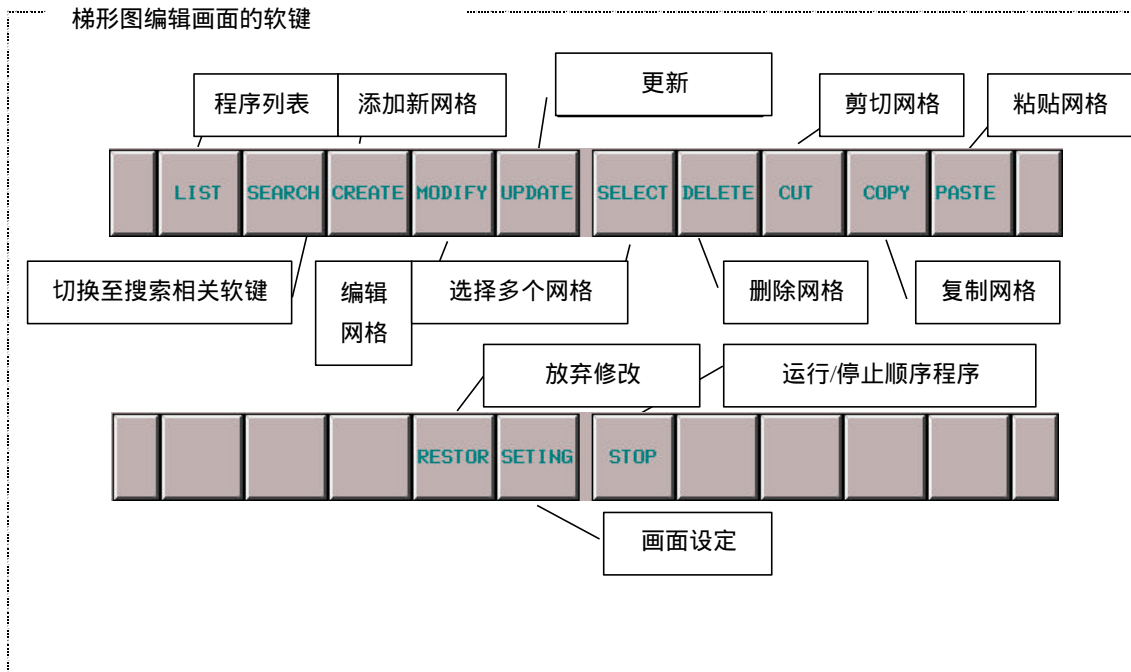 梯形图编辑画面的软键
更新
程序列表
添加新网格
剪切网格
粘贴网格
LIST SEARCH CREATE MODIFY UPDATE SELECT DELETE CUT COPY PASTE
切换至搜索相关软键
编辑
网格
选择多个网格
删除网格
复制网格
放弃修改
运行/停止顺序程序
RESTOR SETING STOP
画面设定